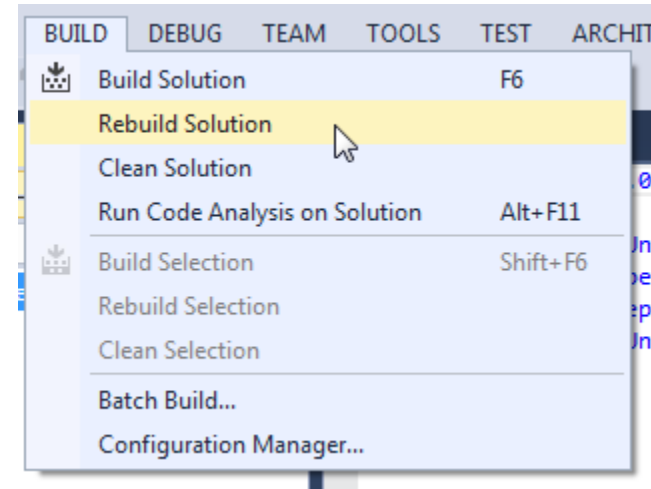 BUILD DEBUG TEAM TOOLS TEST
Build Solution F6
Rebuild Solution
Clean Solution
Run Code Analysis on Solution Alt+F11
Build Selection Shift+F6
Rebuild Selection
Clean Selection
Batch Build...
Configuration Manager...